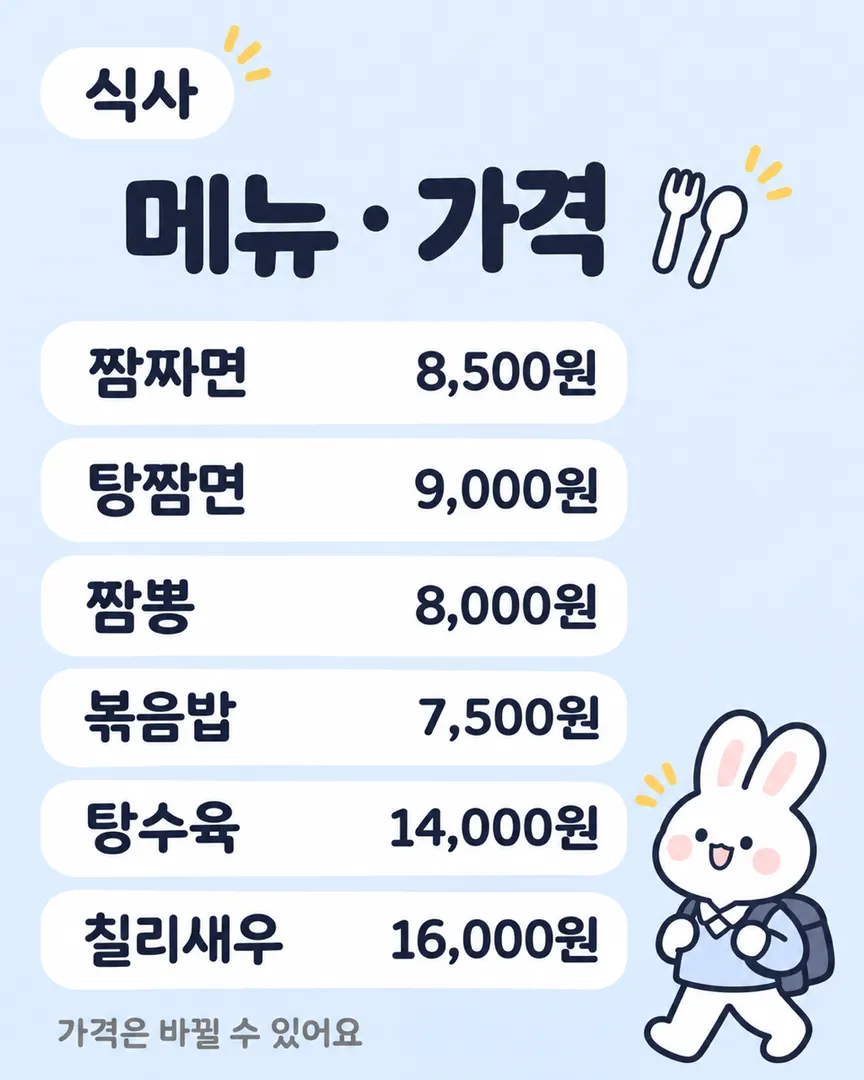 식사
메뉴·가격
짬짜면 8,500원
탕짬면 9,000원
짬뽕 8,000원
볶음밥 7,500원
탕수육 14,000원
칠리새우 16,000원
가격은 바뀔 수 있어요